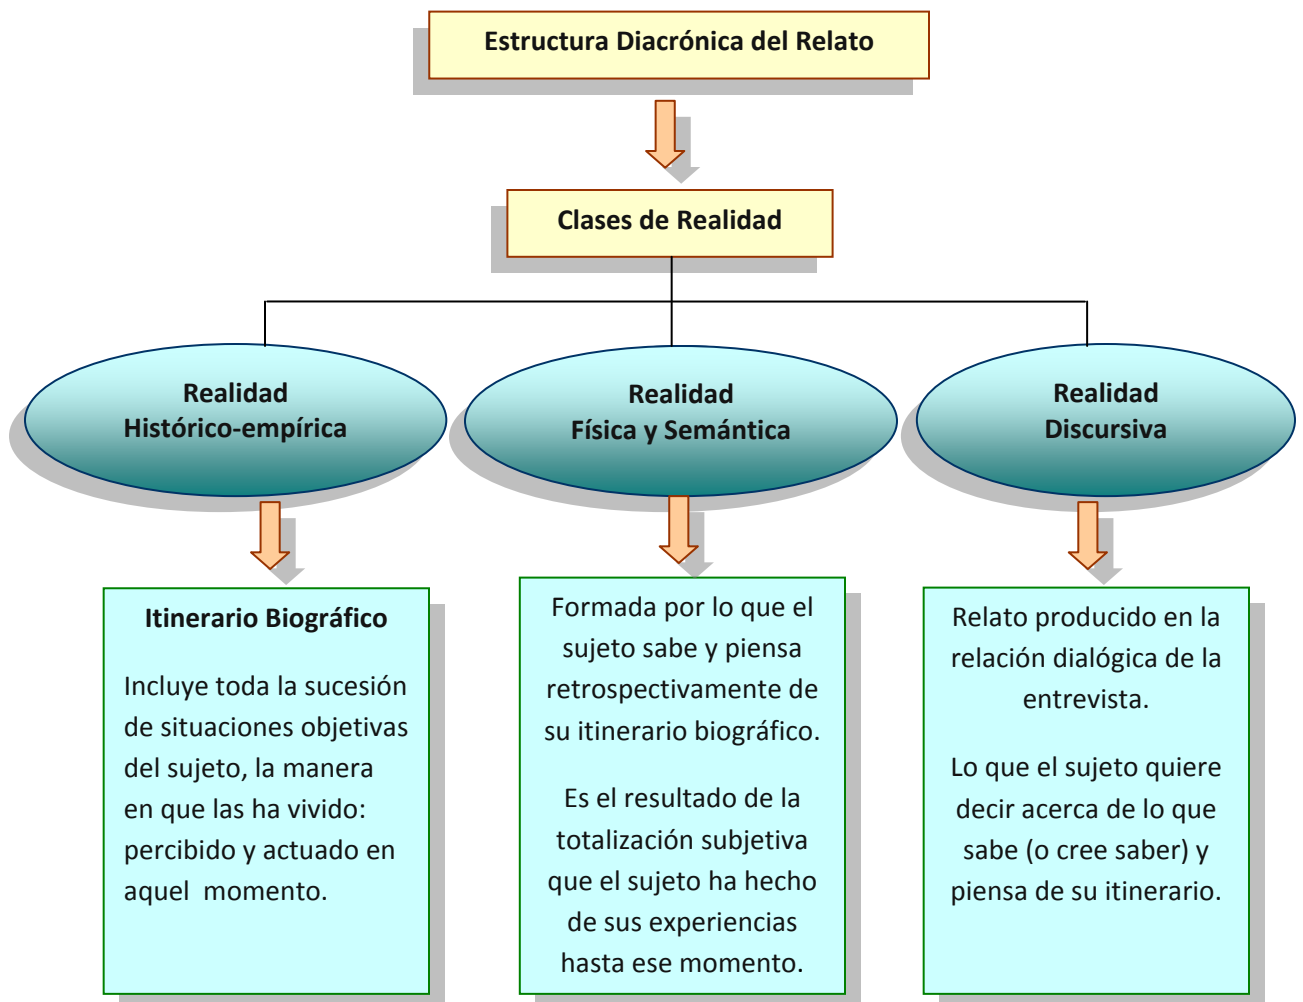 Estructura Diacrónica del Relato
Clases de Realidad
Realidad
Histórico-empírica
Realidad
Física y Semántica
Realidad
Discursiva
Itinerario Biográfico
Incluye toda la sucesión
de situaciones objetivas
del sujeto, la manera
en que las ha vivido:
percibido y actuado en
aquel momento.
Formada por lo que el
sujeto sabe y piensa
retrospectivamente de
su itinerario biográfico.
Es el resultado de la
totalización subjetiva
que el sujeto ha hecho
de sus experiencias
hasta ese momento.
Relato producido en la
relación dialógica de la
entrevista.
Lo que el sujeto quiere
decir acerca de lo que
sabe (o cree saber) y
piensa de su itinerario.